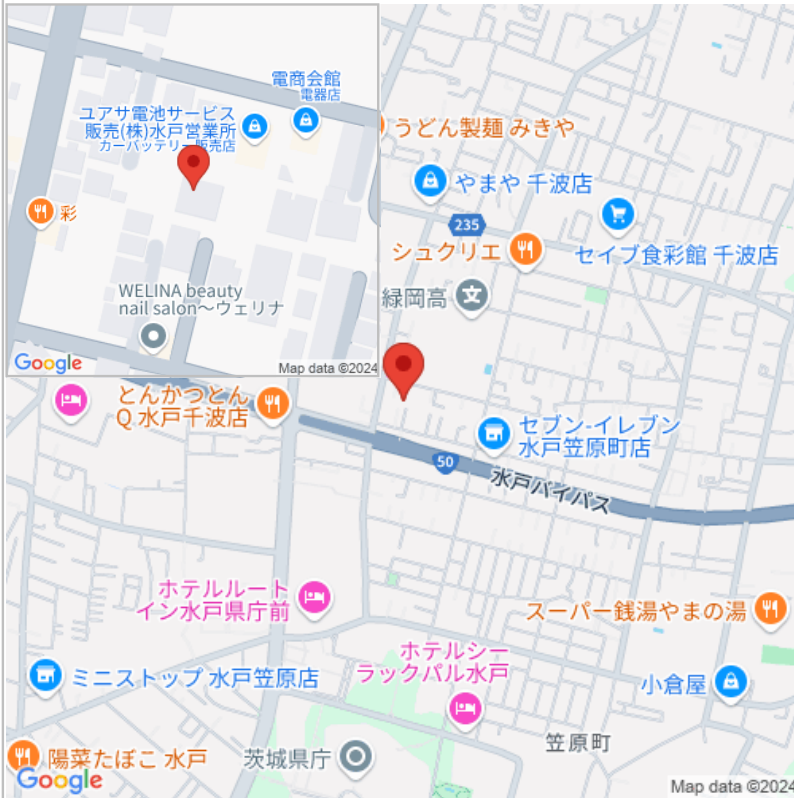 電商会館
電器店
ユアサ電池サービス
販売(株)水戸営業所
カーバッテリー販売店
彩
WELINA beauty
nail salon〜ウェリナ
Google
Map data ©2024
うどん製麺 みきや
やまや 千波店
235
シュクリエ
セイブ食彩館 千波店
緑岡高
文
とんかつとん
Q 水戸千波店
セブン-イレブン
水戸笠原町店
50
水戸バイパス
ホテルルート
イン水戸県庁前
スーパー銭湯やまの湯
ホテルシー
ラックパル水戸
ミニストップ 水戸笠原店
小倉屋
笠原町
陽菜たぼこ 水戸
茨城県庁
Google
Map data ©2024